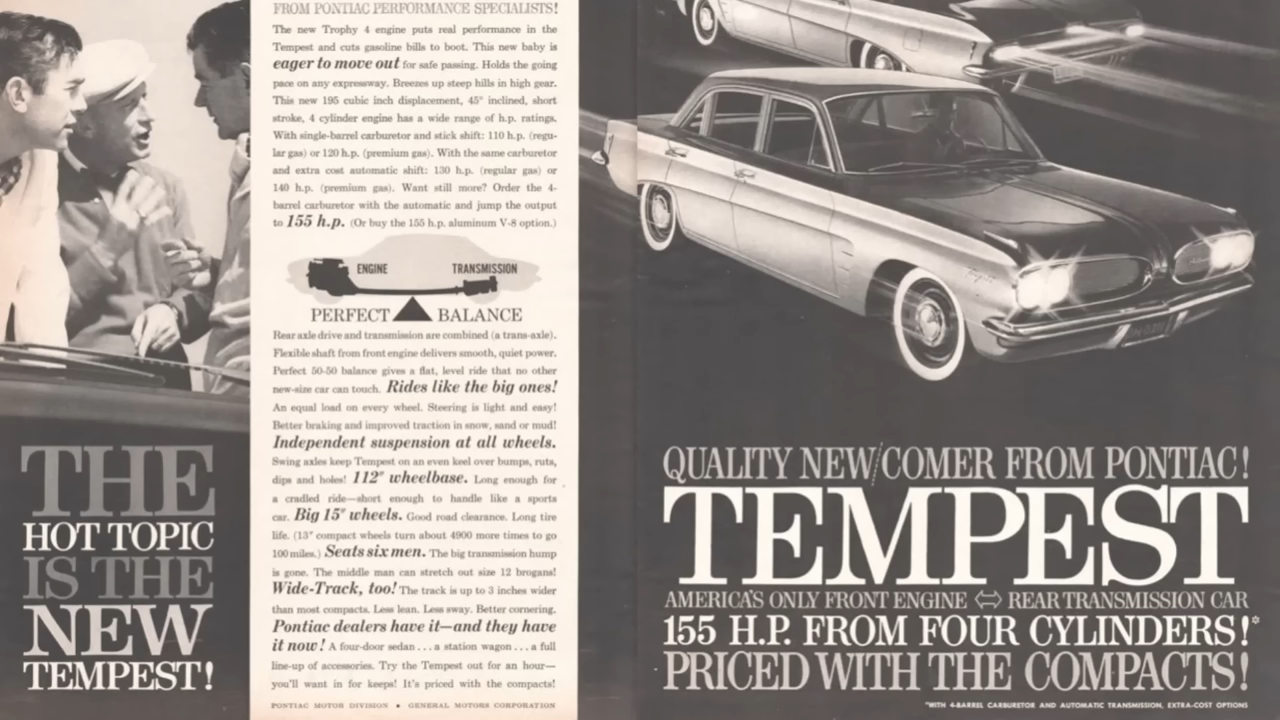 THE
HOT TOPIC
IS THE
NEW
TEMPEST!
FROM PONTIAC PERFORMANCE SPECIALISTS!
The new Trophy 4 engine puts real performance in the
Tempest and cuts gasoline bills to boot. This new baby is
eager to move out for safe passing. Holds the going
pace on any expressway. Breezes up steep hills in high gear.
This new 195 cubic inch displacement, 45° inclined, short
stroke, 4 cylinder engine has a wide range of h.p. ratings.
With single-barrel carburetor and stick shift: 110 h.p. (regu-
lar gas) or 120 h.p. (premium gas). With the same carburetor
and extra cost automatic shift: 130 h.p. (regular gas) or
140 h.p. (premium gas). Want still more? Order the 4-
barrel carburetor with the automatic and jump the output
to 155 h.p. (Or buy the 155 h.p. aluminum V-8 option.)
ENGINE TRANSMISSION
PERFECT BALANCE
Rear axle drive and transmission are combined (a trans-axle).
Flexible shaft from front engine delivers smooth, quiet power.
Perfect 50-50 balance gives a flat, level ride that no other
new-size car can touch. Rides like the big ones!
An equal load on every wheel. Steering is light and easy!
Better braking and improved traction in snow, sand or mud!
Independent suspension at all wheels.
Swing axles keep Tempest on an even keel over bumps, ruts,
dips and holes! 112" wheelbase. Long enough for
a cradled ride—short enough to handle like a sports
car. Big 15" wheels. Good road clearance. Long tire
life. (13" compact wheels turn about 4900 more times to go
100 miles.) Seats six men. The big transmission hump
is gone. The middle man can stretch out size 12 brogans!
Wide-Track, too! The track is up to 3 inches wider
than most compacts. Less lean. Less sway. Better cornering.
Pontiac dealers have it—and they have
it now! A four-door sedan . . . a station wagon . . . a full
line-up of accessories. Try the Tempest out for an hour—
you'll want in for keeps! It's priced with the compacts!
PONTIAC MOTOR DIVISION • GENERAL MOTORS CORPORATION
QUALITY NEW/COMER FROM PONTIAC!
TEMPEST
AMERICA'S ONLY FRONT ENGINE ⇔ REAR TRANSMISSION CAR
155 H.P. FROM FOUR CYLINDERS!*
PRICED WITH THE COMPACTS!
*WITH 4-BARREL CARBURETOR AND AUTOMATIC TRANSMISSION, EXTRA-COST OPTIONS